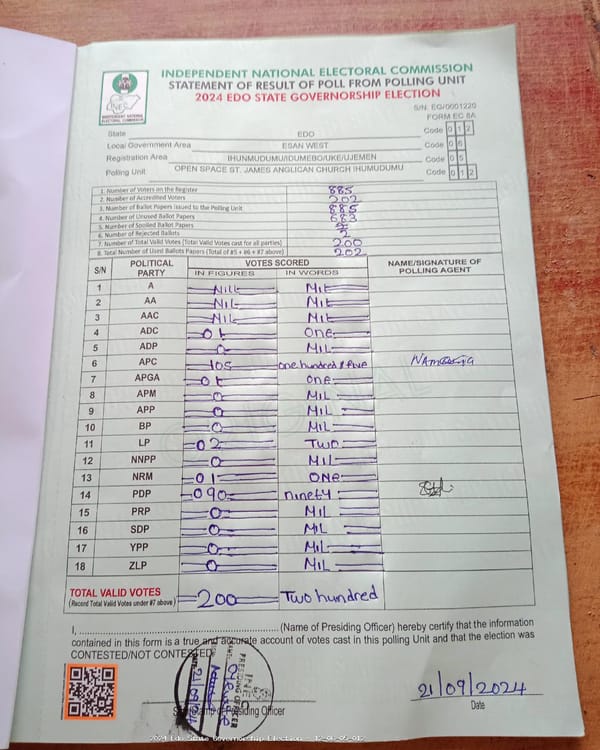 INDEPENDENT NATIONAL ELECTORAL COMMISSION
STATEMENT OF RESULT OF POLL FROM POLLING UNIT
2024 EDO STATE GOVERNORSHIP ELECTION
INEC
INDEPENDENT NATIONAL ELECTORAL COMMISSION
S/N: EG/0001220
FORM EC 8A
State EDO Code 0 1 2
Local Government Area ESAN WEST Code 0 6
Registration Area IHUNMUDUMU/IDUMEBO/UKE/UJEMEN Code 0 5
Polling Unit OPEN SPACE ST. JAMES ANGLICAN CHURCH IHUMUDUMU Code 0 1 2
1. Number of Voters on the Register 885
2. Number of Accredited Voters 202
3. Number of Ballot Papers Issued to the Polling Unit 885
4. Number of Unused Ballot Papers 683
5. Number of Spoiled Ballot Papers
6. Number of Rejected Ballots 2
7. Number of Total Valid Votes (Total Valid Votes cast for all parties) 200
8. Total Number of Used Ballots Papers (Total of #5 + #6 + #7 above) 202
S/N POLITICAL PARTY VOTES SCORED NAME/SIGNATURE OF POLLING AGENT
IN FIGURES IN WORDS
1 A NIL NIL
2 AA NIL NIL
3 AAC NIL NIL
4 ADC 01 One
5 ADP 0 NIL
6 APC 105 one hundred & five
7 APGA 01 One
8 APM 0 NIL
9 APP 0 NIL
10 BP 0 NIL
11 LP 02 Two
12 NNPP 0 NIL
13 NRM 01 ONE
14 PDP 090 ninety
15 PRP 0 NIL
16 SDP 0 NIL
17 YPP 0 NIL
18 ZLP 0 NIL
TOTAL VALID VOTES 200 Two hundred
(Record Total Valid Votes under #7 above)
I, ................................ (Name of Presiding Officer) hereby certify that the information
contained in this form is a true and accurate account of votes cast in this polling Unit and that the election was
CONTESTED/NOT CONTESTED
PRESIDING OFFICER
21/09/24
21/09/2024
Presiding Officer
Date
2024 Edo State Governorship Election - 12-06-05-012